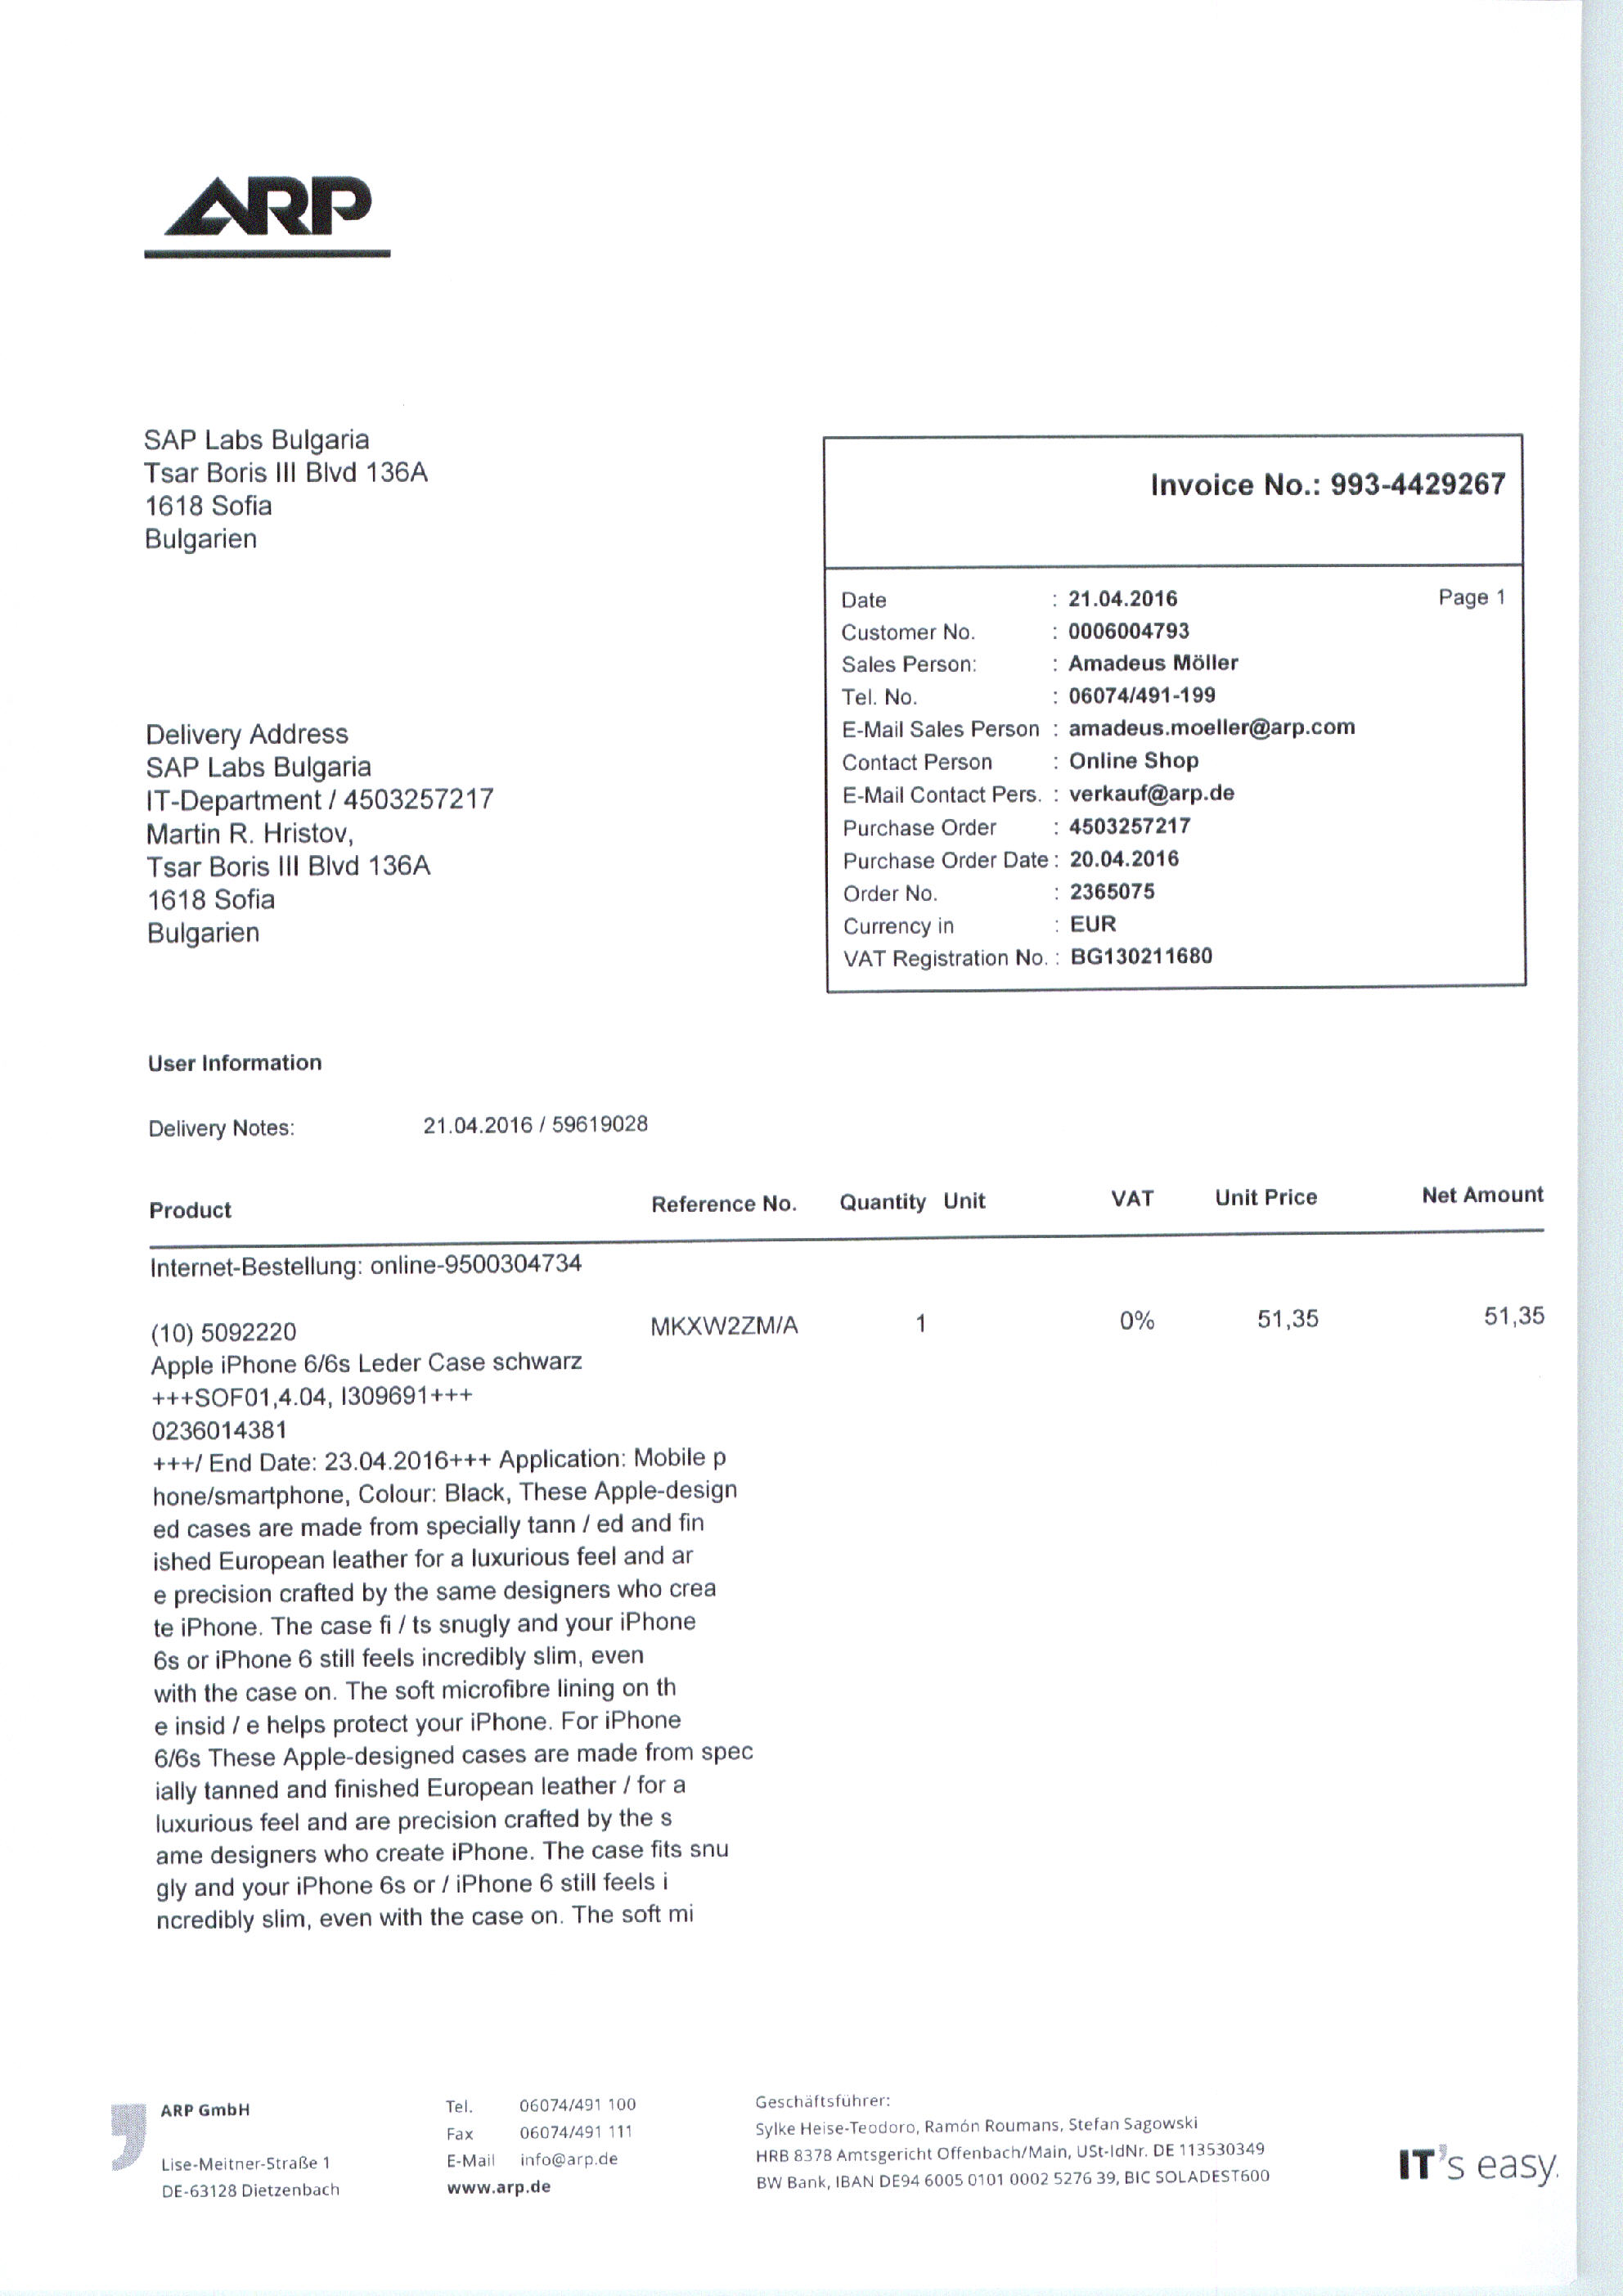 ARP
SAP Labs Bulgaria
Tsar Boris III Blvd 136A
1618 Sofia
Bulgarien
Invoice No.: 993-4429267
Date : 21.04.2016 Page 1
Customer No. : 0006004793
Sales Person: : Amadeus Möller
Tel. No. : 06074/491-199
E-Mail Sales Person : amadeus.moeller@arp.com
Contact Person : Online Shop
E-Mail Contact Pers. : verkauf@arp.de
Purchase Order : 4503257217
Purchase Order Date : 20.04.2016
Order No. : 2365075
Currency in : EUR
VAT Registration No. : BG130211680
Delivery Address
SAP Labs Bulgaria
IT-Department / 4503257217
Martin R. Hristov,
Tsar Boris III Blvd 136A
1618 Sofia
Bulgarien
User Information
Delivery Notes: 21.04.2016 / 59619028
Product Reference No. Quantity Unit VAT Unit Price Net Amount
Internet-Bestellung: online-9500304734
(10) 5092220 MKXW2ZM/A 1 0% 51,35 51,35
Apple iPhone 6/6s Leder Case schwarz
+++SOF01,4.04, I309691+++
0236014381
+++/ End Date: 23.04.2016+++ Application: Mobile p
hone/smartphone, Colour: Black, These Apple-design
ed cases are made from specially tann / ed and fin
ished European leather for a luxurious feel and ar
e precision crafted by the same designers who crea
te iPhone. The case fi / ts snugly and your iPhone
6s or iPhone 6 still feels incredibly slim, even
with the case on. The soft microfibre lining on th
e insid / e helps protect your iPhone. For iPhone
6/6s These Apple-designed cases are made from spec
ially tanned and finished European leather / for a
luxurious feel and are precision crafted by the s
ame designers who create iPhone. The case fits snu
gly and your iPhone 6s or / iPhone 6 still feels i
ncredibly slim, even with the case on. The soft mi
ARP GmbH
Lise-Meitner-Straße 1
DE-63128 Dietzenbach
Tel. 06074/491 100
Fax 06074/491 111
E-Mail info@arp.de
www.arp.de
Geschäftsführer:
Sylke Heise-Teodoro, Ramón Roumans, Stefan Sagowski
HRB 8378 Amtsgericht Offenbach/Main, USt-IdNr. DE 113530349
BW Bank, IBAN DE94 6005 0101 0002 5276 39, BIC SOLADEST600
IT's easy.